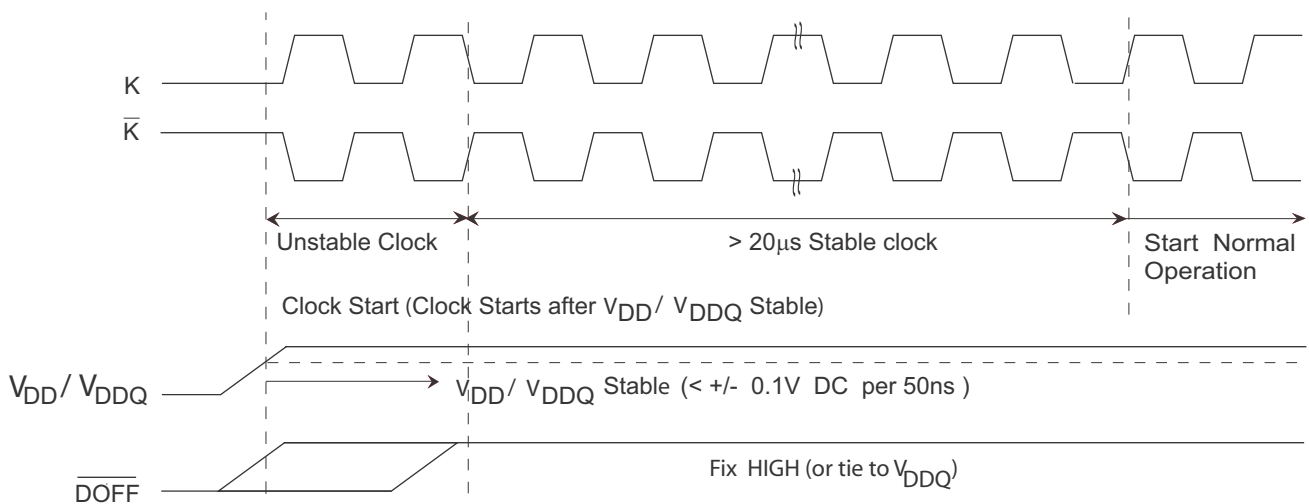 K
K̅
Unstable Clock
> 20µs Stable clock
Start Normal
Operation
Clock Start (Clock Starts after VDD/ VDDQ Stable)
VDD/ VDDQ
VDD/ VDDQ Stable (< +/- 0.1V DC per 50ns )
Fix HIGH (or tie to VDDQ)
D̅O̅F̅F̅